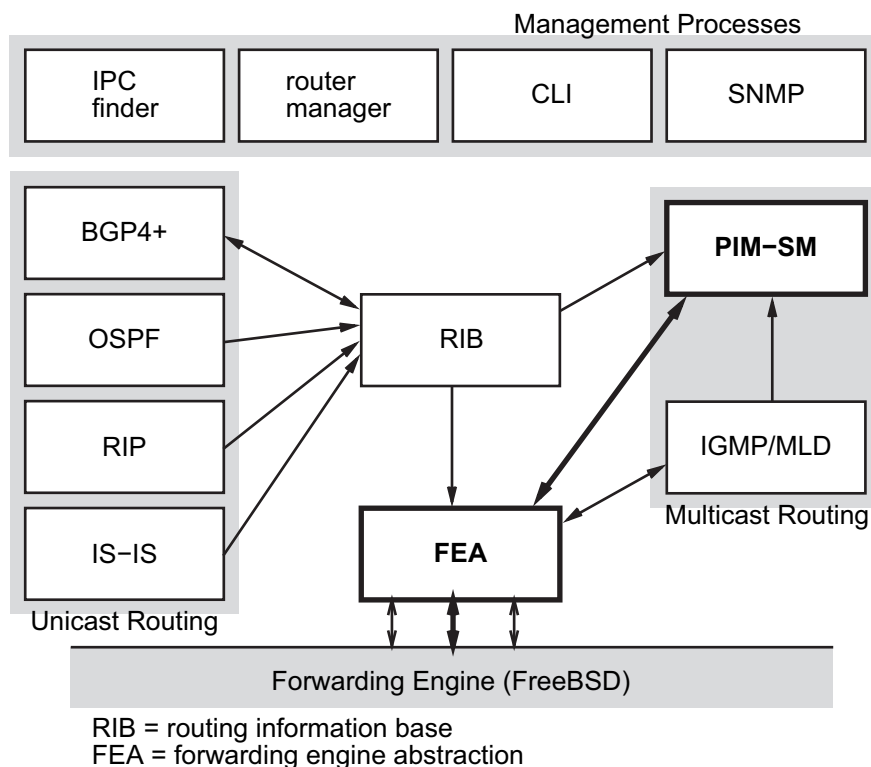 Management Processes
IPC
finder
router
manager
CLI
SNMP
BGP4+
OSPF
RIP
IS−IS
Unicast Routing
RIB
FEA
PIM−SM
IGMP/MLD
Multicast Routing
Forwarding Engine (FreeBSD)
RIB = routing information base
FEA = forwarding engine abstraction